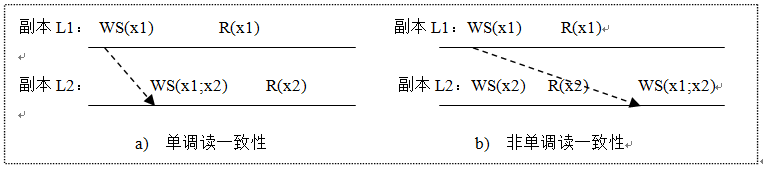 副本 L1： WS(x1) R(x1) 副本 L1：WS(x1) R(x1)
副本 L2： WS(x1;x2) R(x2) 副本 L2：WS(x2) R(x2) WS(x1;x2)
a) 单调读一致性 b) 非单调读一致性